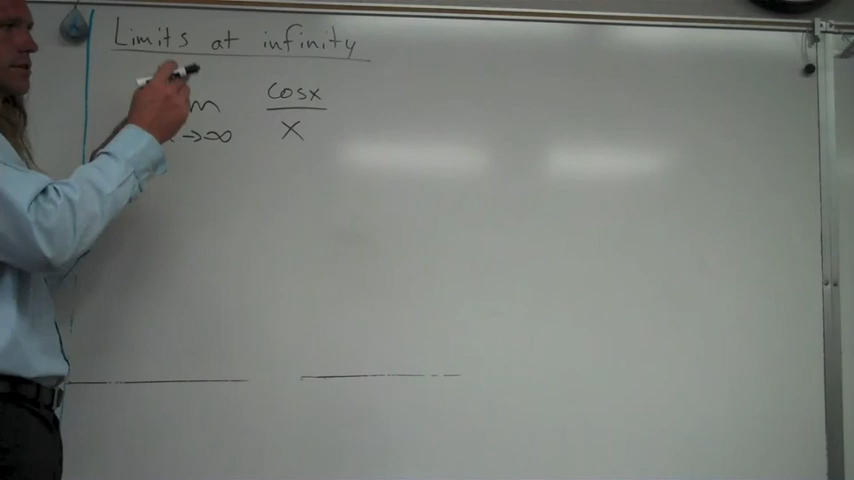 Limits at infinity
cosx
x
→∞